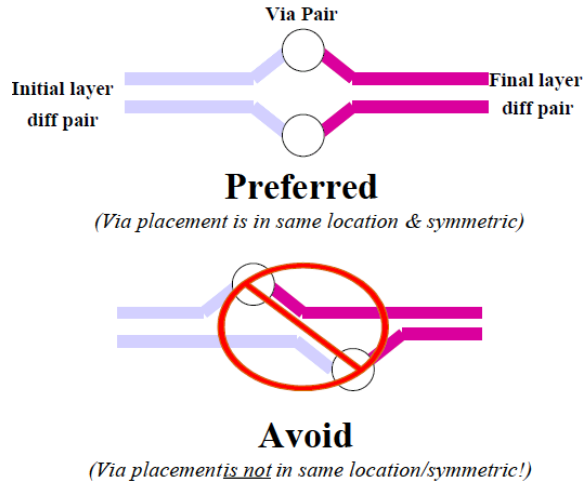 Via Pair
Initial layer
diff pair
Final layer
diff pair
Preferred
(Via placement is in same location & symmetric)
Avoid
(Via placementis not in same location/symmetric!)